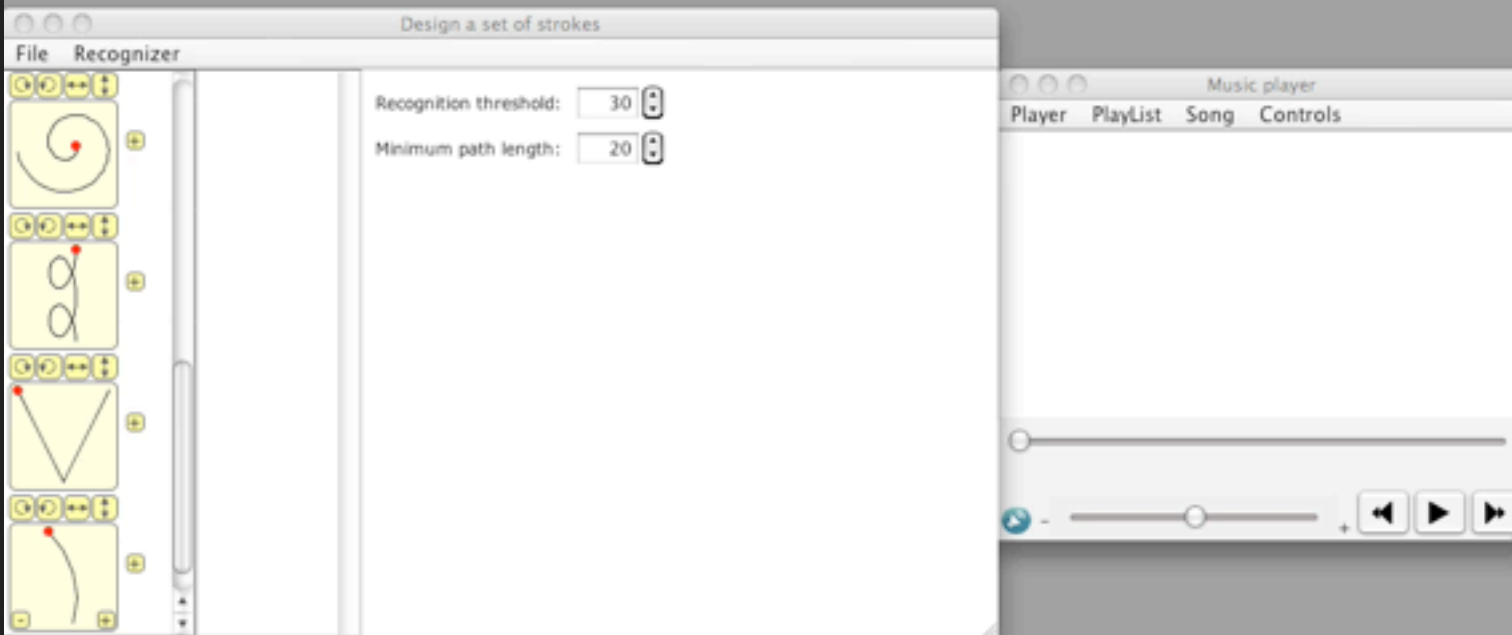 Design a set of strokes
File Recognizer
Recognition threshold: 30
Minimum path length: 20
Music player
Player PlayList Song Controls
- +